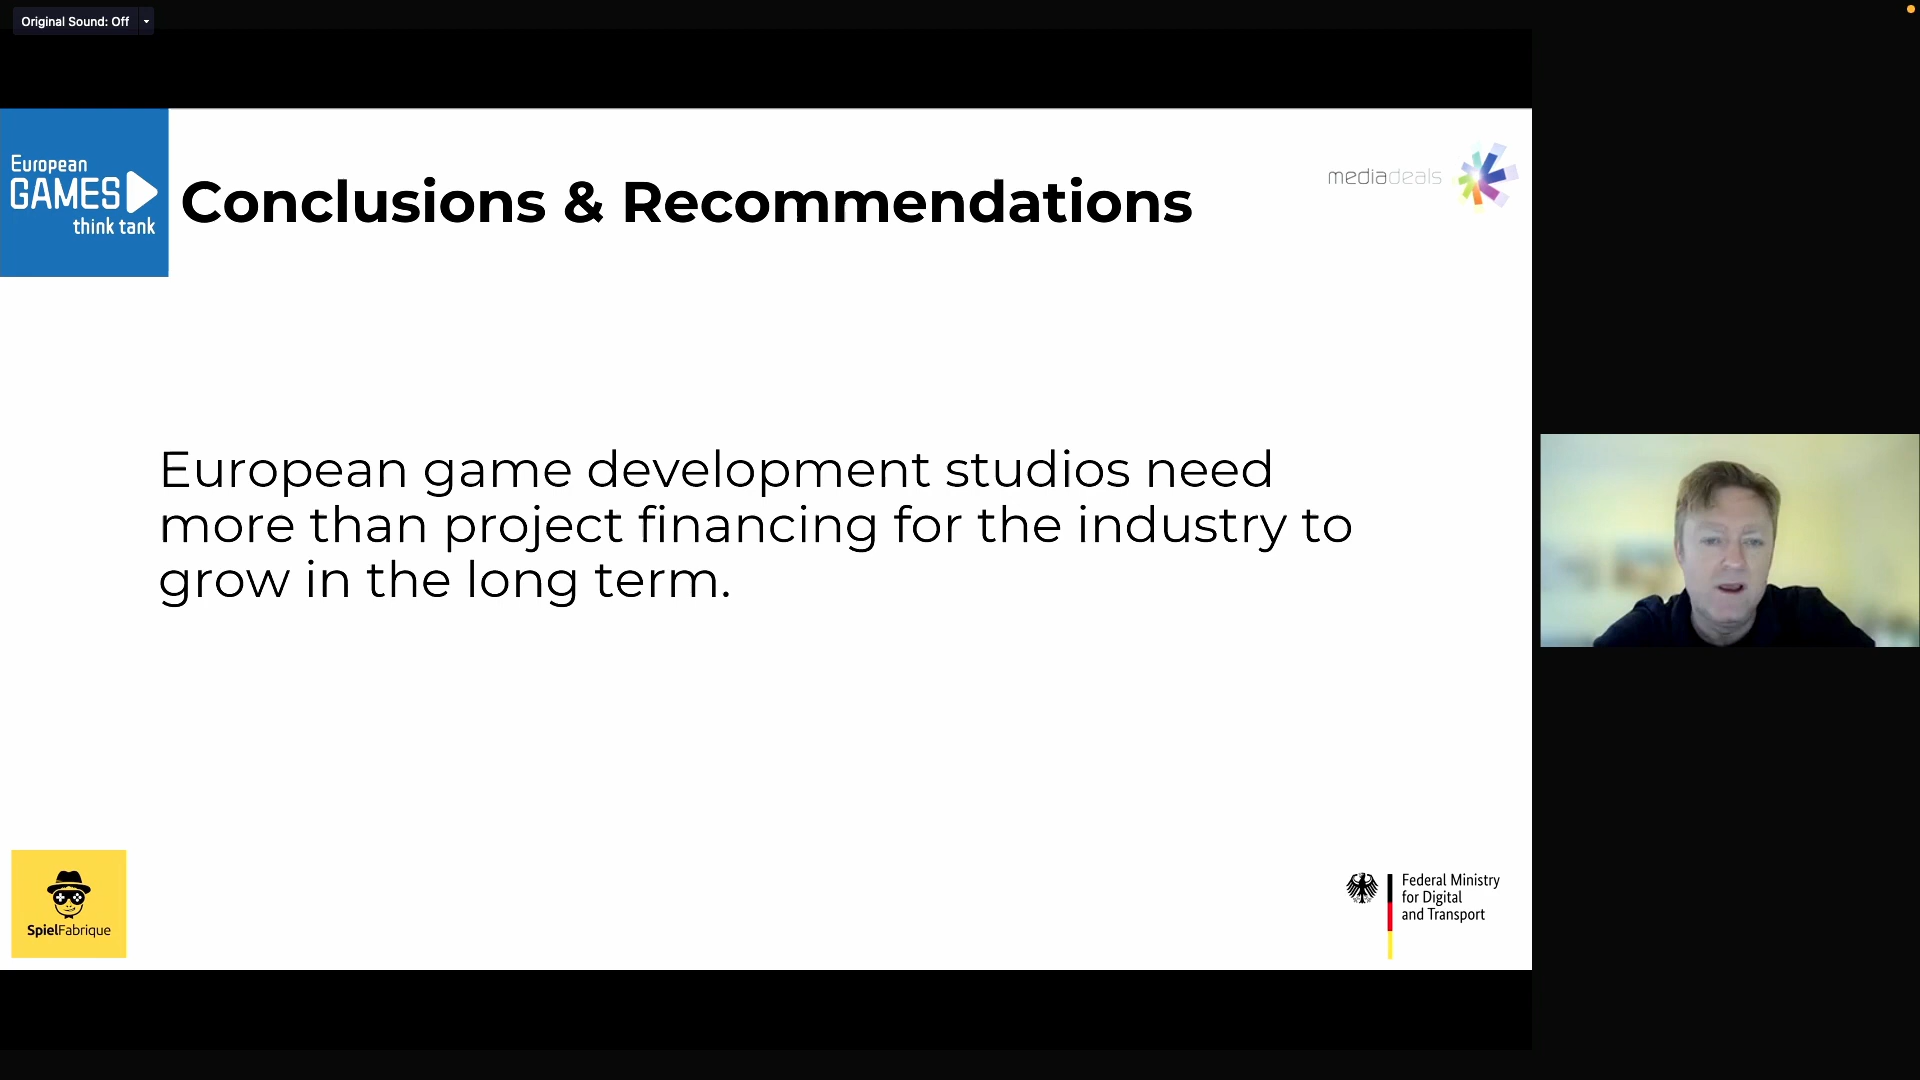 Original Sound: Off
European
GAMES
think tank
Conclusions & Recommendations
mediadeals
European game development studios need
more than project financing for the industry to
grow in the long term.
SpielFabrique
Federal Ministry
for Digital
and Transport